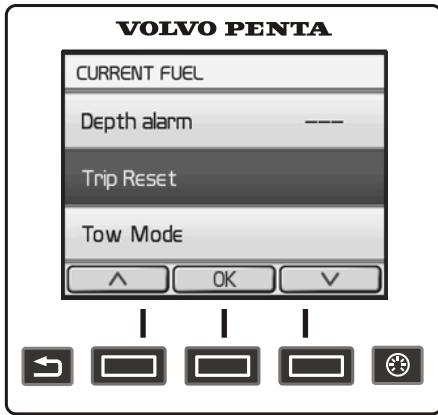 VOLVO PENTA
CURRENT FUEL
Depth alarm ---
Trip Reset
Tow Mode
OK